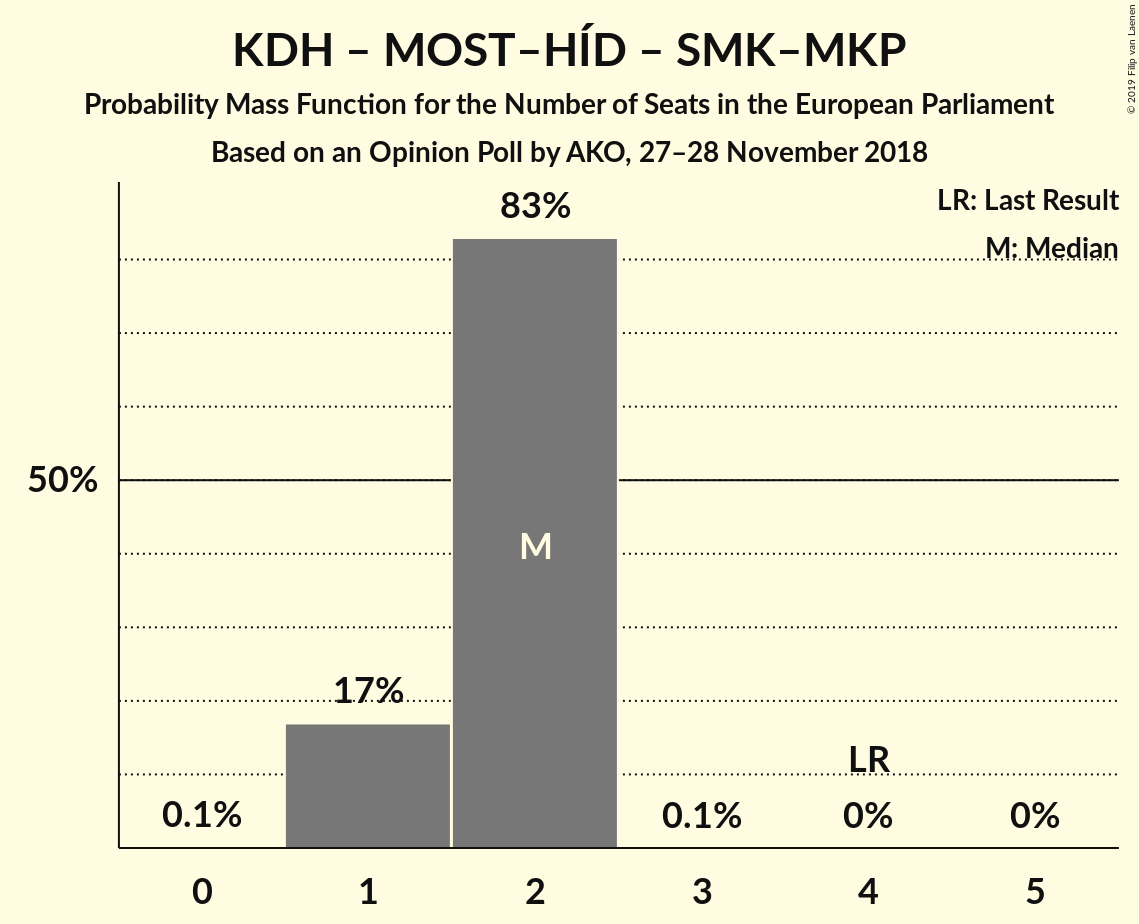 KDH – MOST–HÍD – SMK–MKP
Probability Mass Function for the Number of Seats in the European Parliament
Based on an Opinion Poll by AKO, 27–28 November 2018
© 2019 Filip van Laenen
LR: Last Result
M: Median
83%
50%
M
17%
LR
0.1%
0.1%
0%
0%
0
1
2
3
4
5